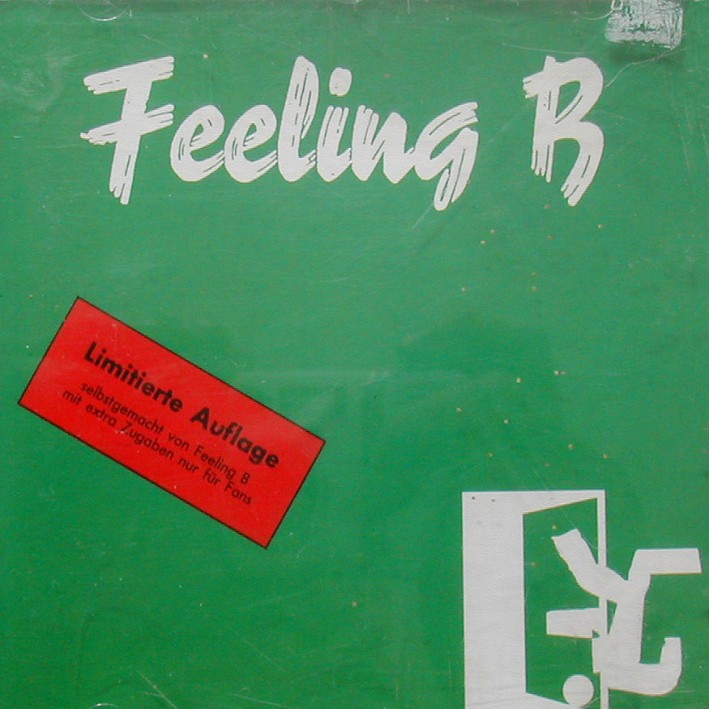 Feeling B
Limitierte Auflage
selbstgemacht von Feeling B
mit extra Zugaben nur für Fans